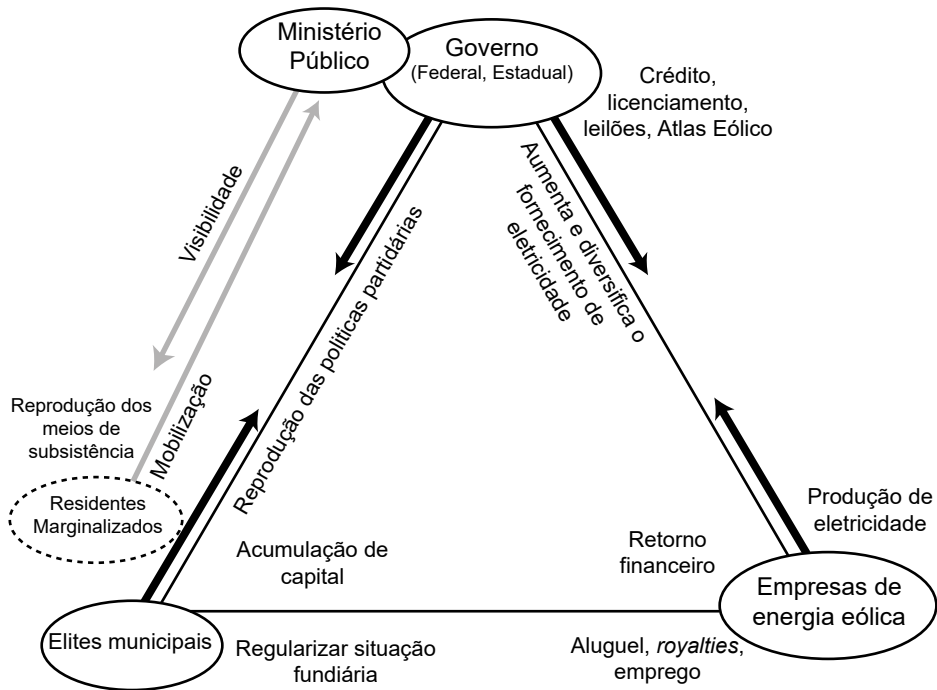 Ministério
Público
Governo
(Federal, Estadual)
Crédito,
licenciamento,
leilões, Atlas Eólico
Visibilidade
Mobilização
Reprodução das politicas partidárias
Aumenta e diversifica o
fornecimento de
eletricidade
Reprodução dos
meios de
subsistência
Residentes
Marginalizados
Acumulação de
capital
Retorno
financeiro
Produção de
eletricidade
Elites municipais
Empresas de
energia eólica
Regularizar situação
fundiária
Aluguel, royalties,
emprego